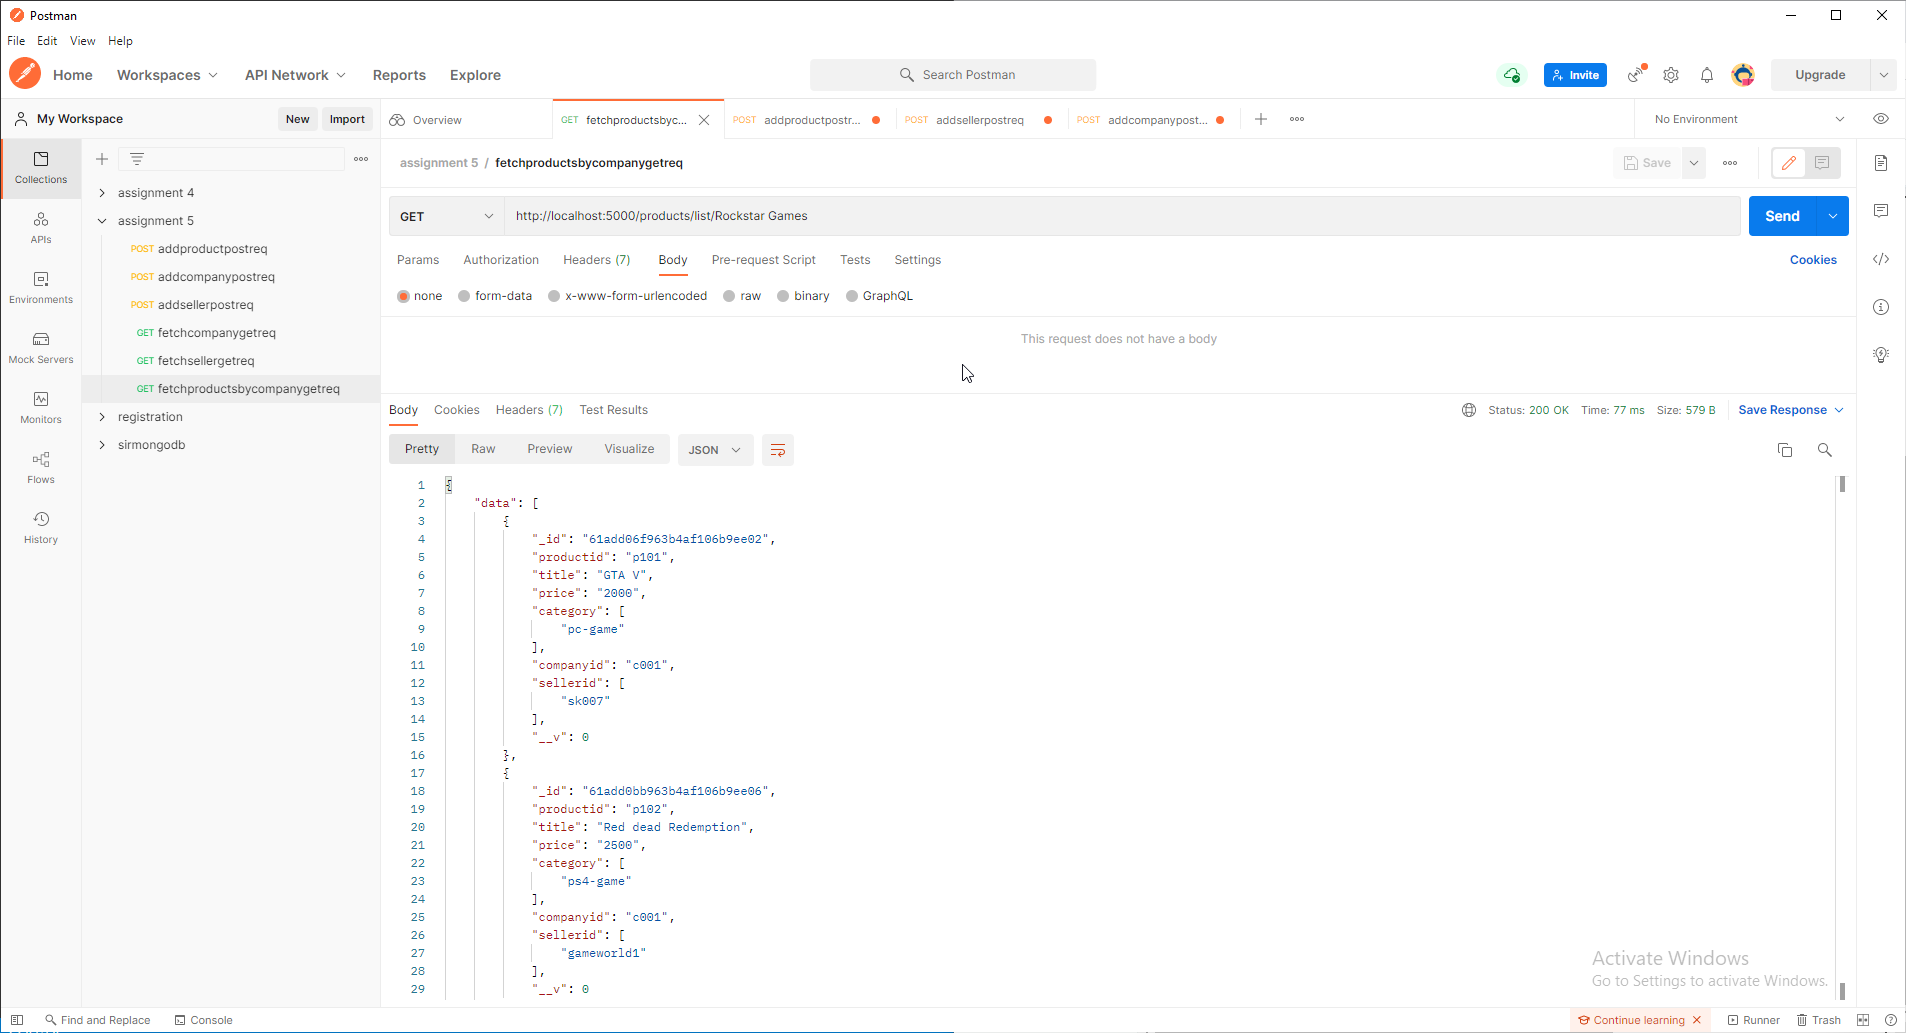 Postman
File Edit View Help
Home Workspaces API Network Reports Explore Search Postman Invite Upgrade
My Workspace New Import Overview GET fetchproductsbyc... POST addproductpostr... POST addsellerpostreq POST addcompanypost... No Environment
Collections
APIs
Environments
Mock Servers
Monitors
Flows
History
assignment 4
assignment 5
POST addproductpostreq
POST addcompanypostreq
POST addsellerpostreq
GET fetchcompanygetreq
GET fetchsellergetreq
GET fetchproductsbycompanygetreq
registration
sirmongodb
assignment 5 / fetchproductsbycompanygetreq Save
GET http://localhost:5000/products/list/Rockstar Games Send
Params Authorization Headers (7) Body Pre-request Script Tests Settings Cookies
none form-data x-www-form-urlencoded raw binary GraphQL
This request does not have a body
Body Cookies Headers (7) Test Results Status: 200 OK Time: 77 ms Size: 579 B Save Response
Pretty Raw Preview Visualize JSON
1 {
2 "data": [
3 {
4 "_id": "61add06f963b4af106b9ee02",
5 "productid": "p101",
6 "title": "GTA V",
7 "price": "2000",
8 "category": [
9 "pc-game"
10 ],
11 "companyid": "c001",
12 "sellerid": [
13 "sk007"
14 ],
15 "__v": 0
16 },
17 {
18 "_id": "61add0bb963b4af106b9ee06",
19 "productid": "p102",
20 "title": "Red dead Redemption",
21 "price": "2500",
22 "category": [
23 "ps4-game"
24 ],
25 "companyid": "c001",
26 "sellerid": [
27 "gameworld1"
28 ],
29 "__v": 0
Activate Windows
Go to Settings to activate Windows.
Find and Replace Console Continue learning Runner Trash